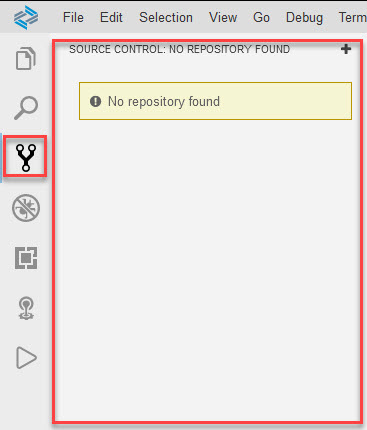 File Edit Selection View Go Debug Term
SOURCE CONTROL: NO REPOSITORY FOUND
No repository found